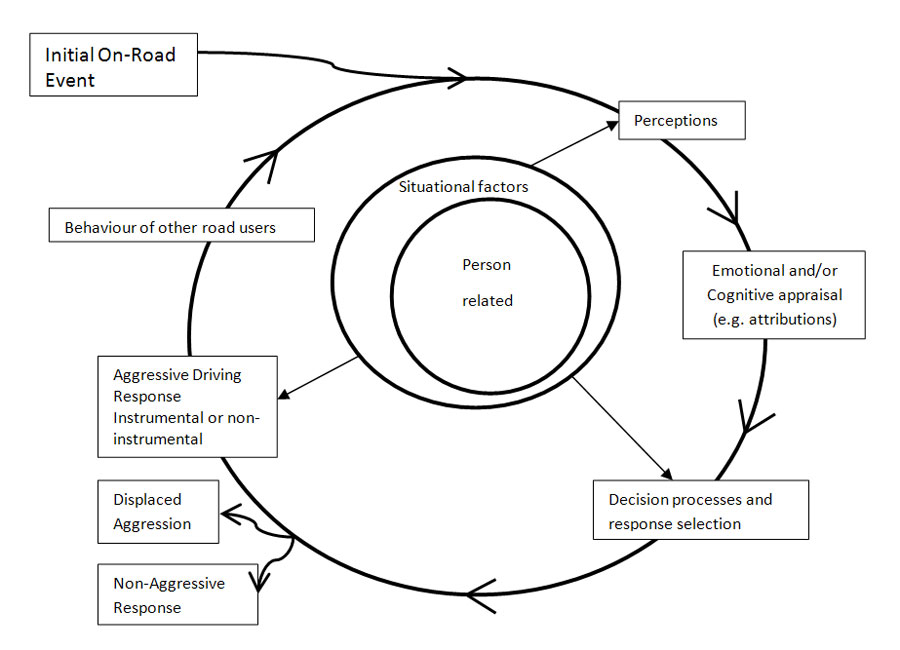 Initial On-Road
Event
Perceptions
Situational factors
Behaviour of other road users
Person
related
Emotional and/or
Cognitive appraisal
(e.g. attributions)
Aggressive Driving
Response
Instrumental or non-
instrumental
Displaced
Aggression
Decision processes and
response selection
Non-Aggressive
Response